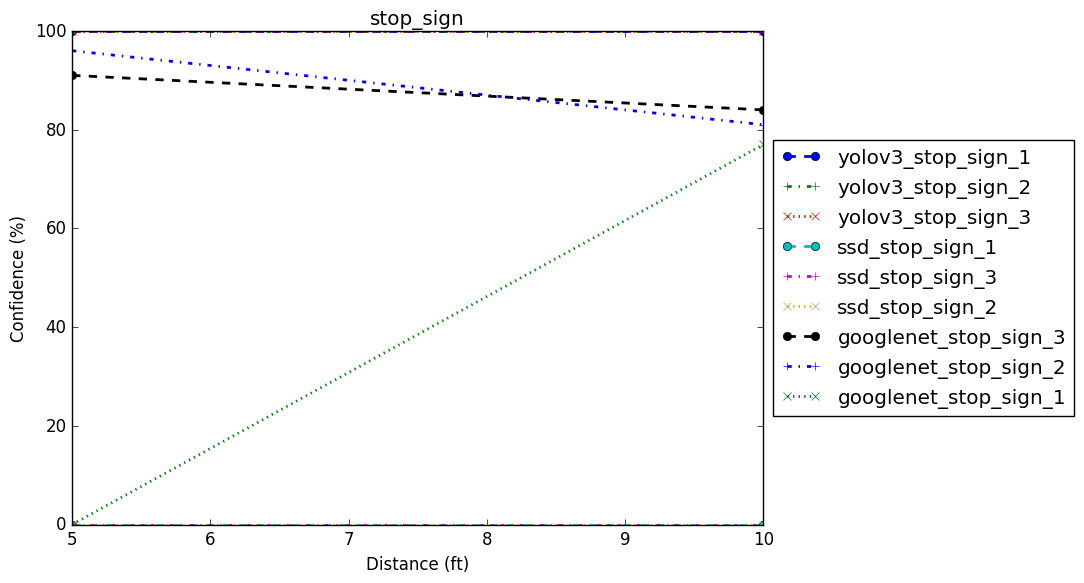 stop_sign
100
80
60
40
20
0
5 6 7 8 9 10
Confidence (%)
Distance (ft)
yolov3_stop_sign_1
yolov3_stop_sign_2
yolov3_stop_sign_3
ssd_stop_sign_1
ssd_stop_sign_3
ssd_stop_sign_2
googlenet_stop_sign_3
googlenet_stop_sign_2
googlenet_stop_sign_1